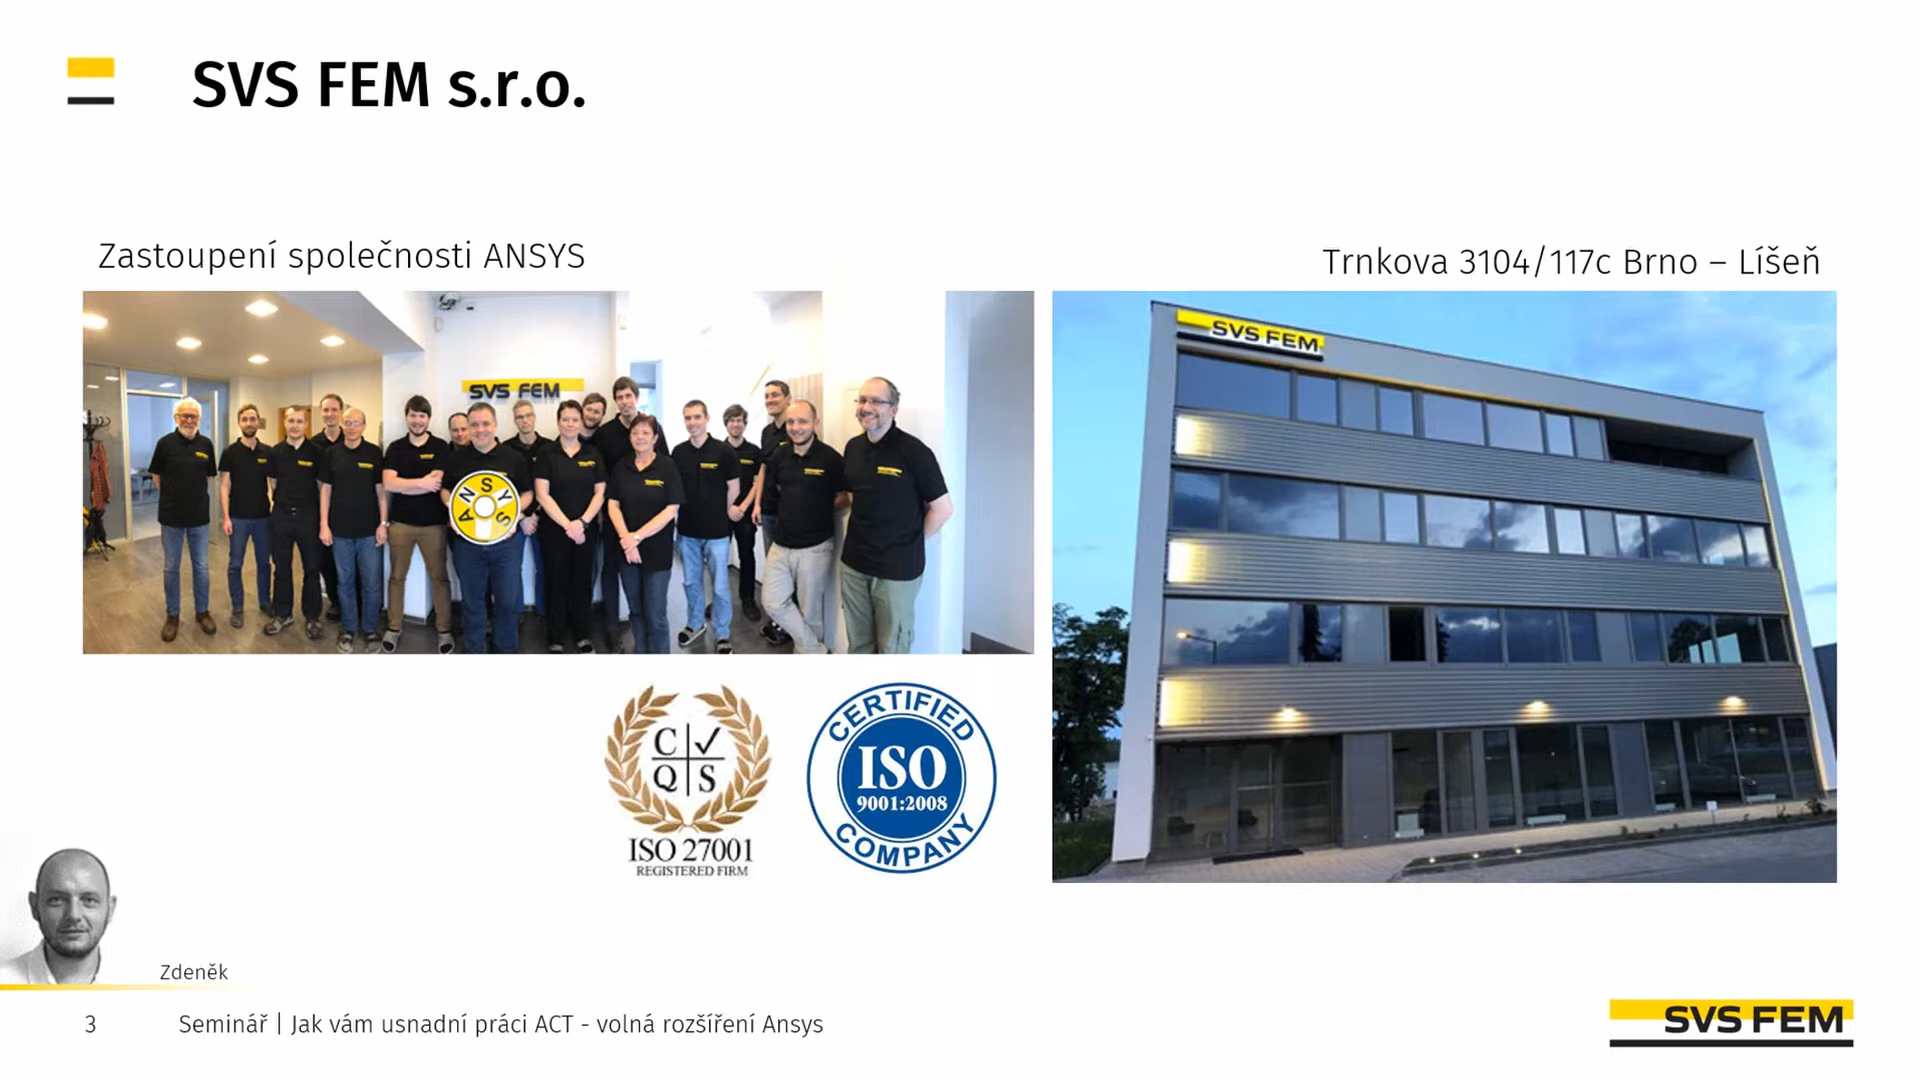 SVS FEM s.r.o.
Zastoupení společnosti ANSYS
Trnkova 3104/117c Brno – Líšeň
SVS FEM
ANSYS
SVS FEM
C Q S
ISO 27001
REGISTERED FIRM
CERTIFIED
ISO
9001:2008
COMPANY
Zdeněk
3
Seminář | Jak vám usnadní práci ACT - volná rozšíření Ansys
SVS FEM